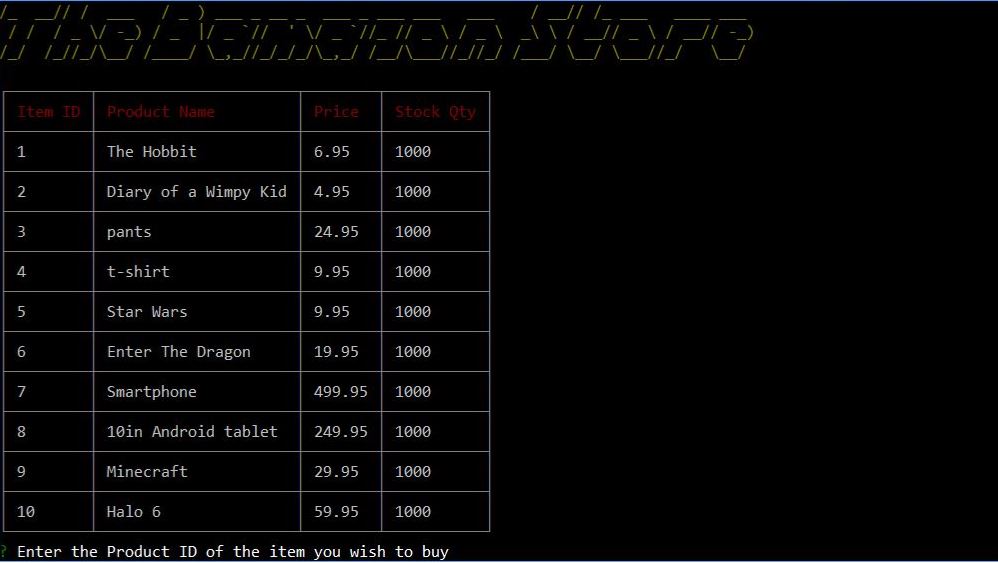 The Bamazon Store
Item ID Product Name Price Stock Qty
1 The Hobbit 6.95 1000
2 Diary of a Wimpy Kid 4.95 1000
3 pants 24.95 1000
4 t-shirt 9.95 1000
5 Star Wars 9.95 1000
6 Enter The Dragon 19.95 1000
7 Smartphone 499.95 1000
8 10in Android tablet 249.95 1000
9 Minecraft 29.95 1000
10 Halo 6 59.95 1000
? Enter the Product ID of the item you wish to buy